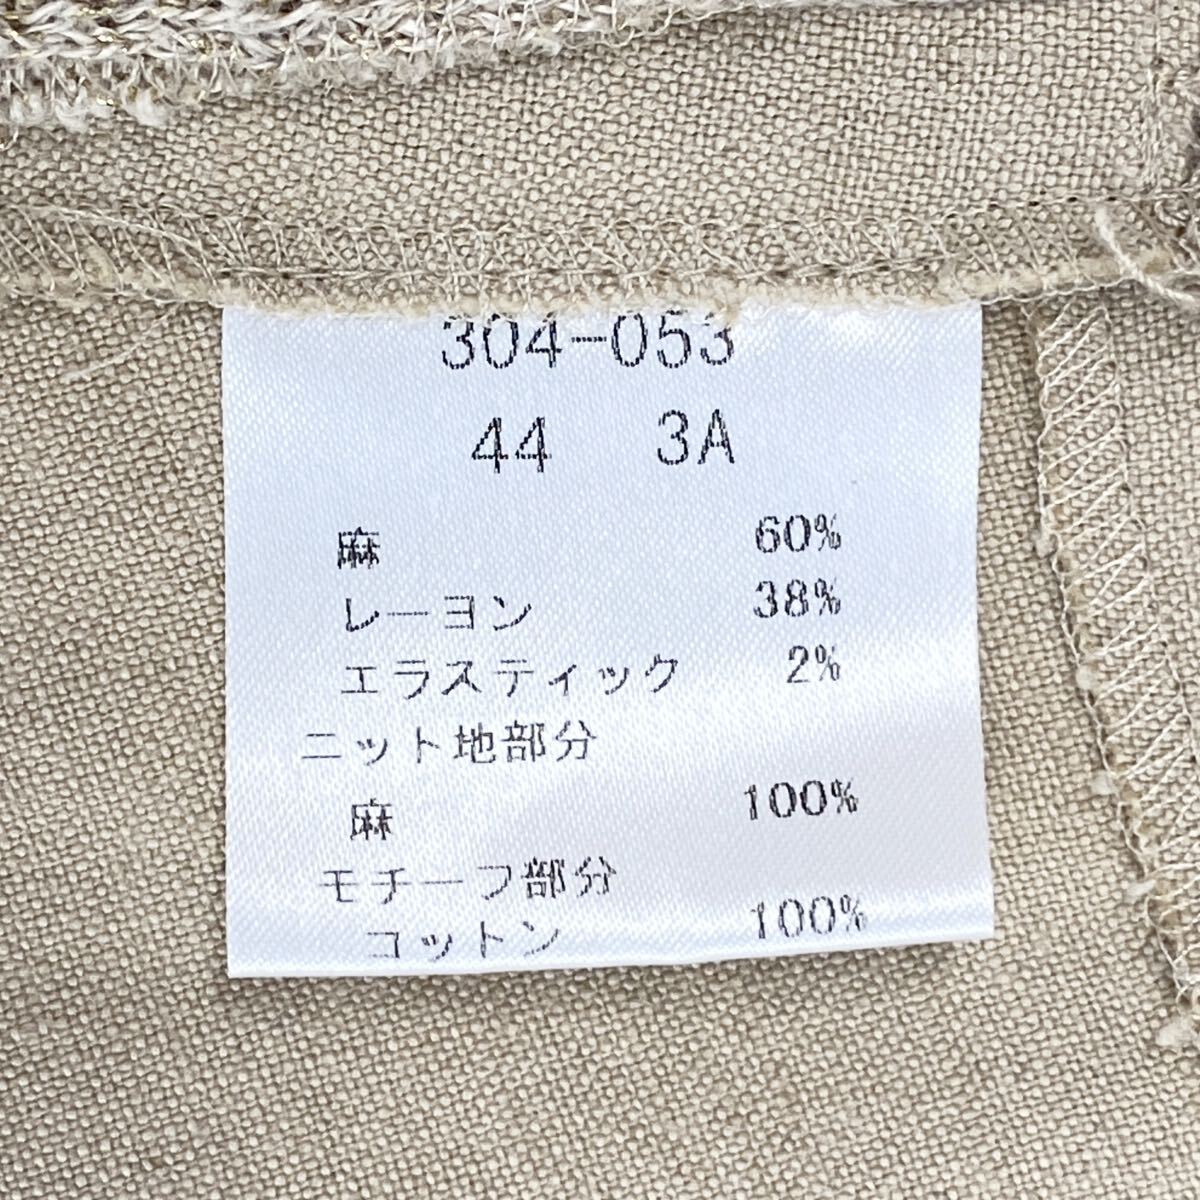 304-053
44 3A
麻 60%
レーヨン 38%
エラスティック 2%
ニット地部分
麻 100%
モチーフ部分
コットン 100%